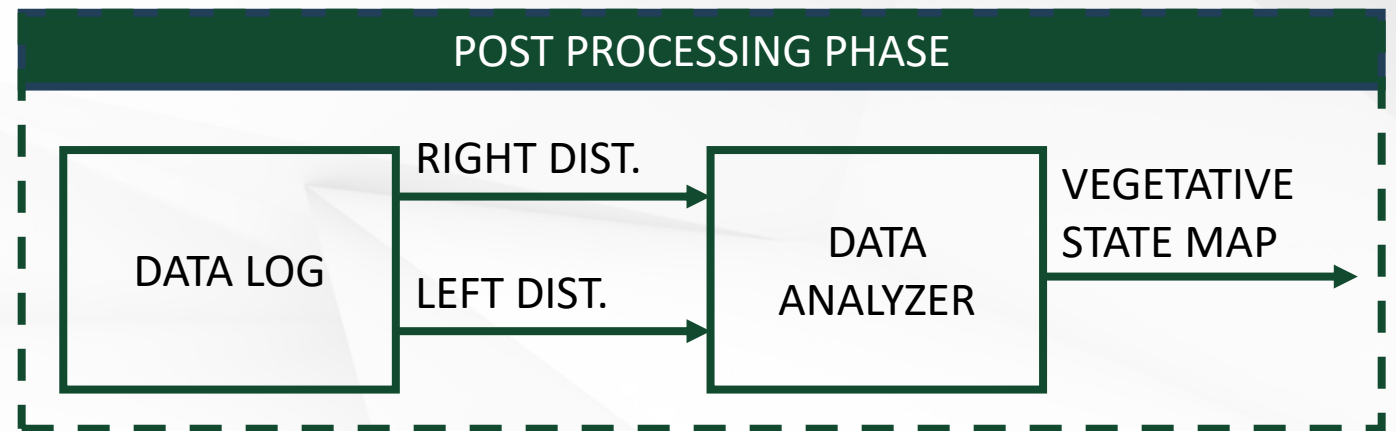 POST PROCESSING PHASE
DATA LOG
RIGHT DIST.
LEFT DIST.
DATA
ANALYZER
VEGETATIVE
STATE MAP